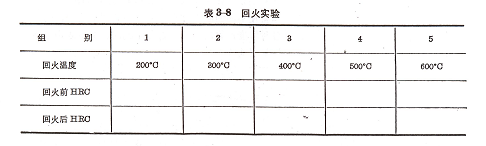 表 3-8 回火实验
组 别 1 2 3 4 5
回火温度 200°C 300°C 400°C 500°C 600°C
回火前 HRC
回火后 HRC